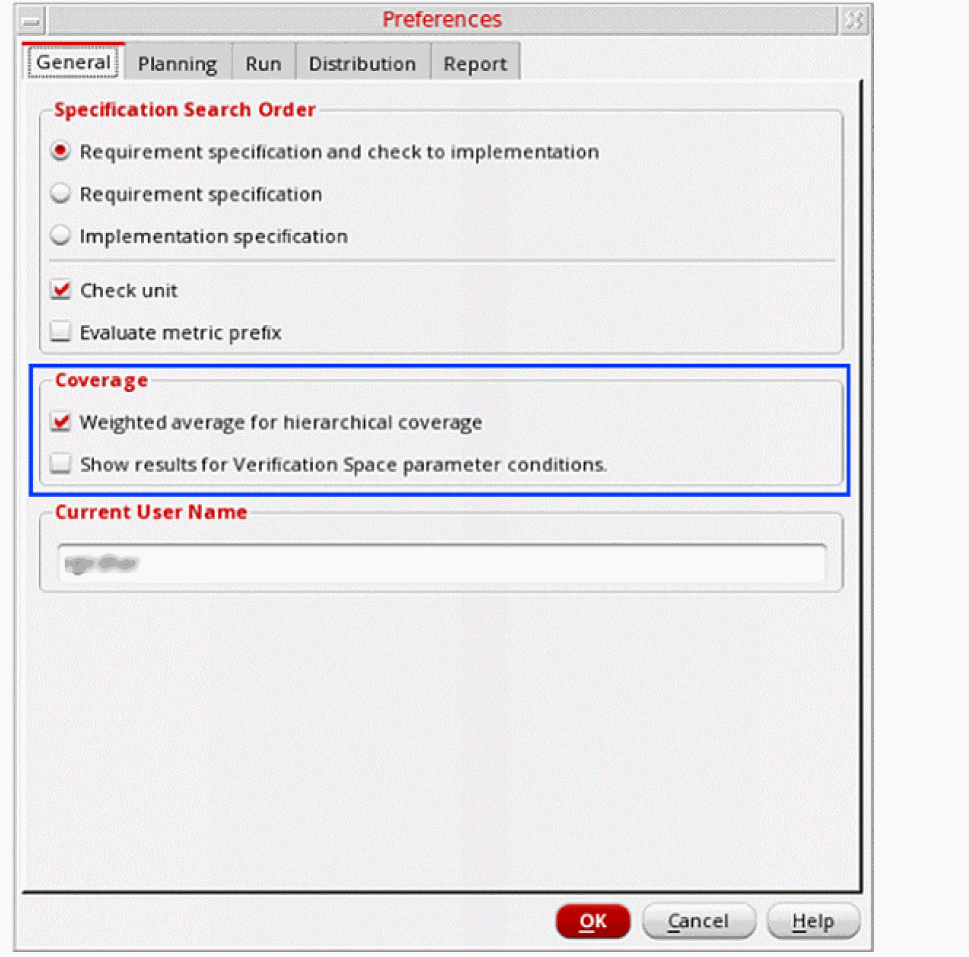 Preferences
General Planning Run Distribution Report
Specification Search Order
Requirement specification and check to implementation
Requirement specification
Implementation specification
Check unit
Evaluate metric prefix
Coverage
Weighted average for hierarchical coverage
Show results for Verification Space parameter conditions.
Current User Name
OK Cancel Help